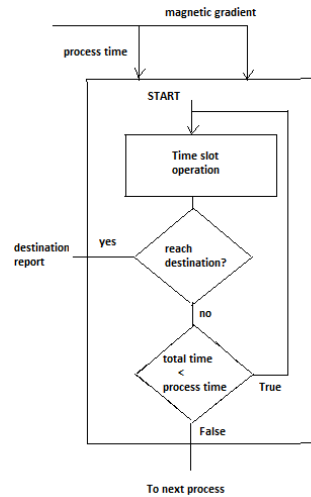 magnetic gradient
process time
START
Time slot
operation
destination
report
yes
reach
destination?
no
total time
<
process time
True
False
To next process